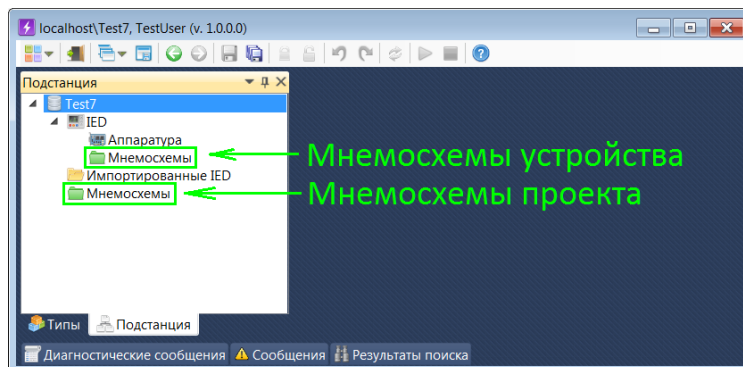 localhost\Test7, TestUser (v. 1.0.0.0)
Подстанция
Test7
IED
Аппаратура
Мнемосхемы
Мнемосхемы устройства
Импортированные IED
Мнемосхемы
Мнемосхемы проекта
Типы
Подстанция
Диагностические сообщения
Сообщения
Результаты поиска